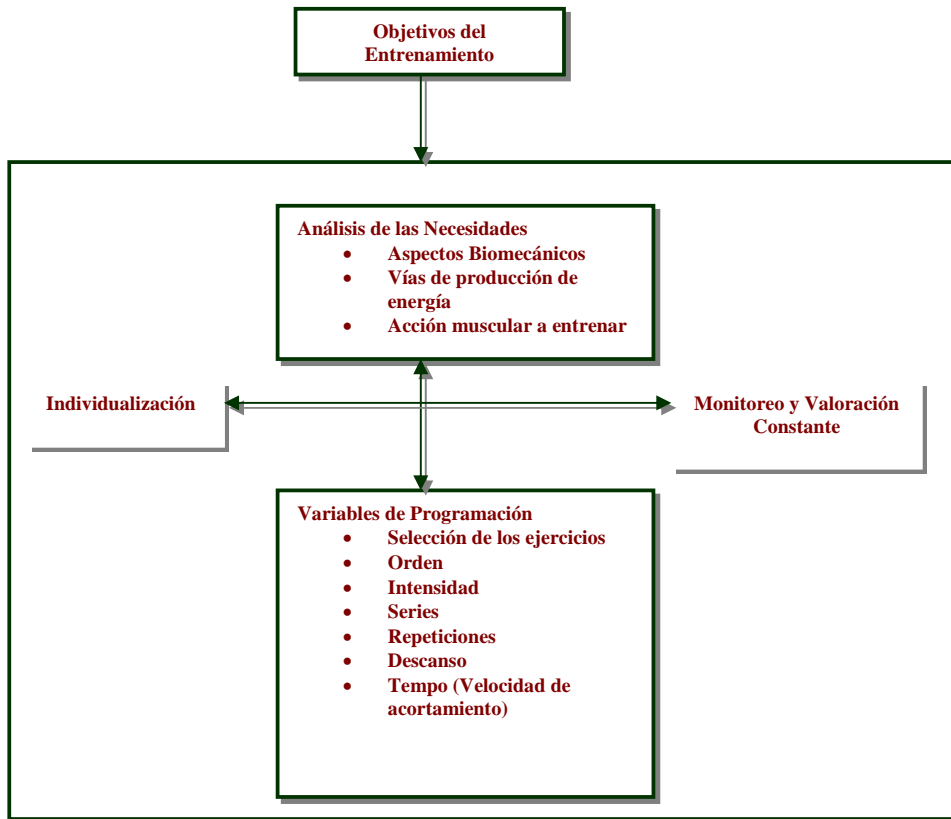 Objetivos del
Entrenamiento
Análisis de las Necesidades
• Aspectos Biomecánicos
• Vías de producción de
energía
• Acción muscular a entrenar
Individualización
Monitoreo y Valoración
Constante
Variables de Programación
• Selección de los ejercicios
• Orden
• Intensidad
• Series
• Repeticiones
• Descanso
• Tempo (Velocidad de
acortamiento)